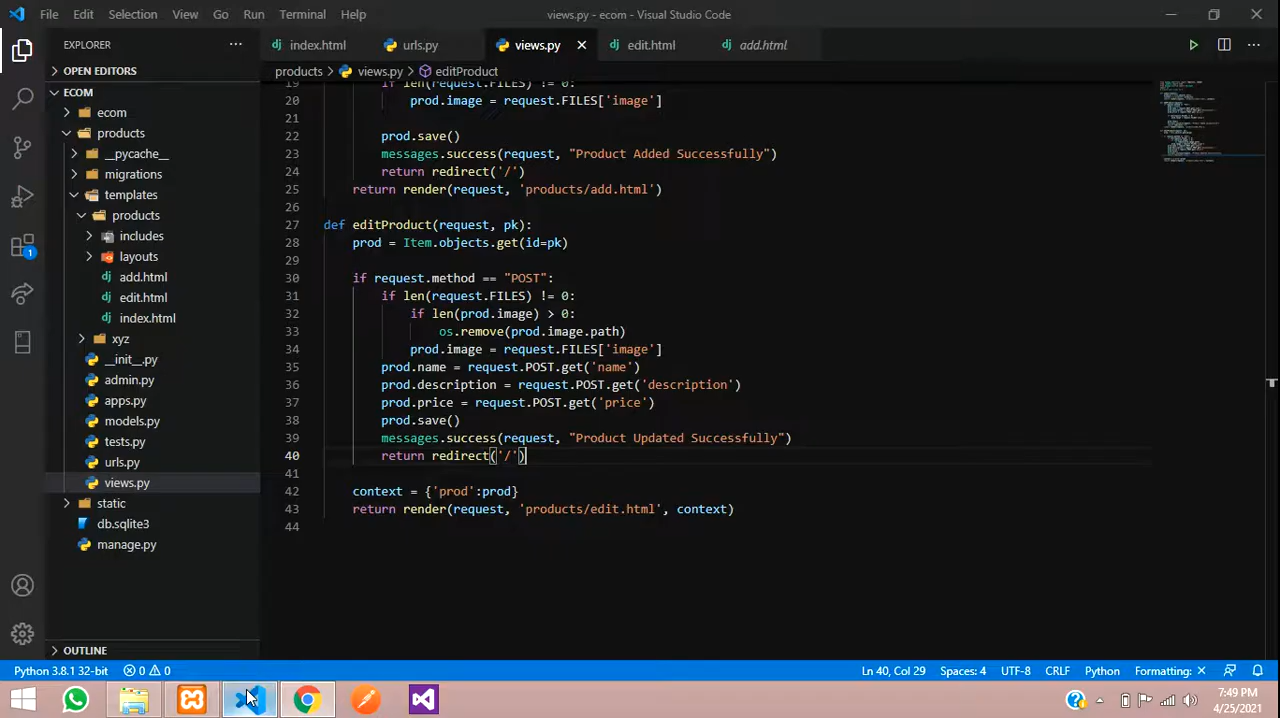 File Edit Selection View Go Run Terminal Help
views.py - ecom - Visual Studio Code
EXPLORER
index.html
urls.py
views.py
edit.html
add.html
OPEN EDITORS
products > views.py > editProduct
ECOM
ecom
products
__pycache__
migrations
templates
products
includes
layouts
add.html
edit.html
index.html
xyz
__init__.py
admin.py
apps.py
models.py
tests.py
urls.py
views.py
static
db.sqlite3
manage.py
OUTLINE
19 if len(request.FILES) != 0:
20 prod.image = request.FILES['image']
21
22 prod.save()
23 messages.success(request, "Product Added Successfully")
24 return redirect('/')
25 return render(request, 'products/add.html')
26
27 def editProduct(request, pk):
28 prod = Item.objects.get(id=pk)
29
30 if request.method == "POST":
31 if len(request.FILES) != 0:
32 if len(prod.image) > 0:
33 os.remove(prod.image.path)
34 prod.image = request.FILES['image']
35 prod.name = request.POST.get('name')
36 prod.description = request.POST.get('description')
37 prod.price = request.POST.get('price')
38 prod.save()
39 messages.success(request, "Product Updated Successfully")
40 return redirect('/')
41
42 context = {'prod':prod}
43 return render(request, 'products/edit.html', context)
44
1
Python 3.8.1 32-bit 0 0 Ln 40, Col 29 Spaces: 4 UTF-8 CRLF Python Formatting: ×
7:49 PM
4/25/2021